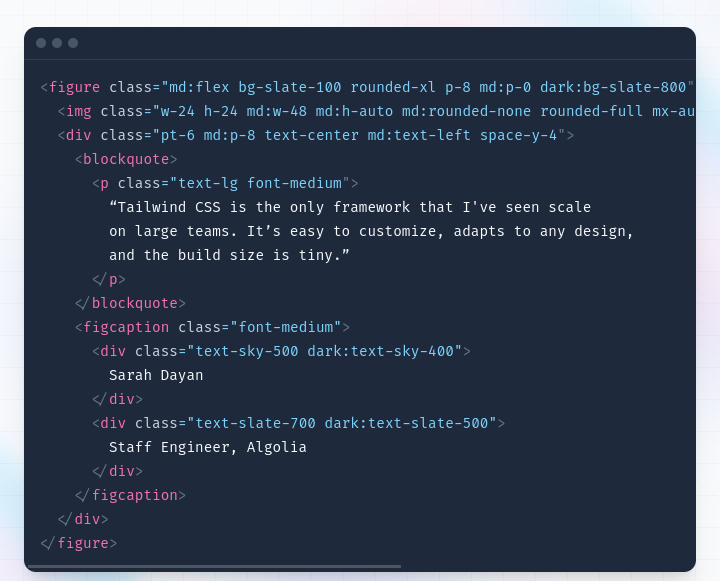 <figure class="md:flex bg-slate-100 rounded-xl p-8 md:p-0 dark:bg-slate-800"
<img class="w-24 h-24 md:w-48 md:h-auto md:rounded-none rounded-full mx-au
<div class="pt-6 md:p-8 text-center md:text-left space-y-4">
<blockquote>
<p class="text-lg font-medium">
“Tailwind CSS is the only framework that I've seen scale
on large teams. It’s easy to customize, adapts to any design,
and the build size is tiny.”
</p>
</blockquote>
<figcaption class="font-medium">
<div class="text-sky-500 dark:text-sky-400">
Sarah Dayan
</div>
<div class="text-slate-700 dark:text-slate-500">
Staff Engineer, Algolia
</div>
</figcaption>
</div>
</figure>